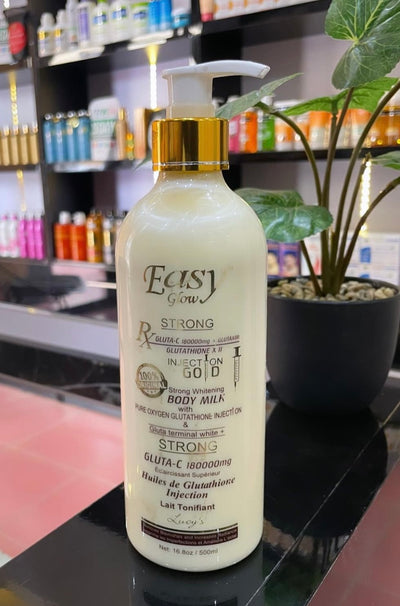 Easy
Glow
STRONG
Rx GLUTA-C 180000mg + GLUTAAIR
GLUTATHIONE X II
INJECTION
GOLD
100%
ORIGINAL
Strong Whitening
BODY MILK
with
PURE OXYGEN GLUTATHIONE INJECTION
&
Gluta terminal white +
STRONG
GLUTA-C 180000mg
Eclaircissant Supérieur
Huiles de Glutathione
Injection
Lait Tonifiant
Lucy's
Net: 16.8oz / 500ml